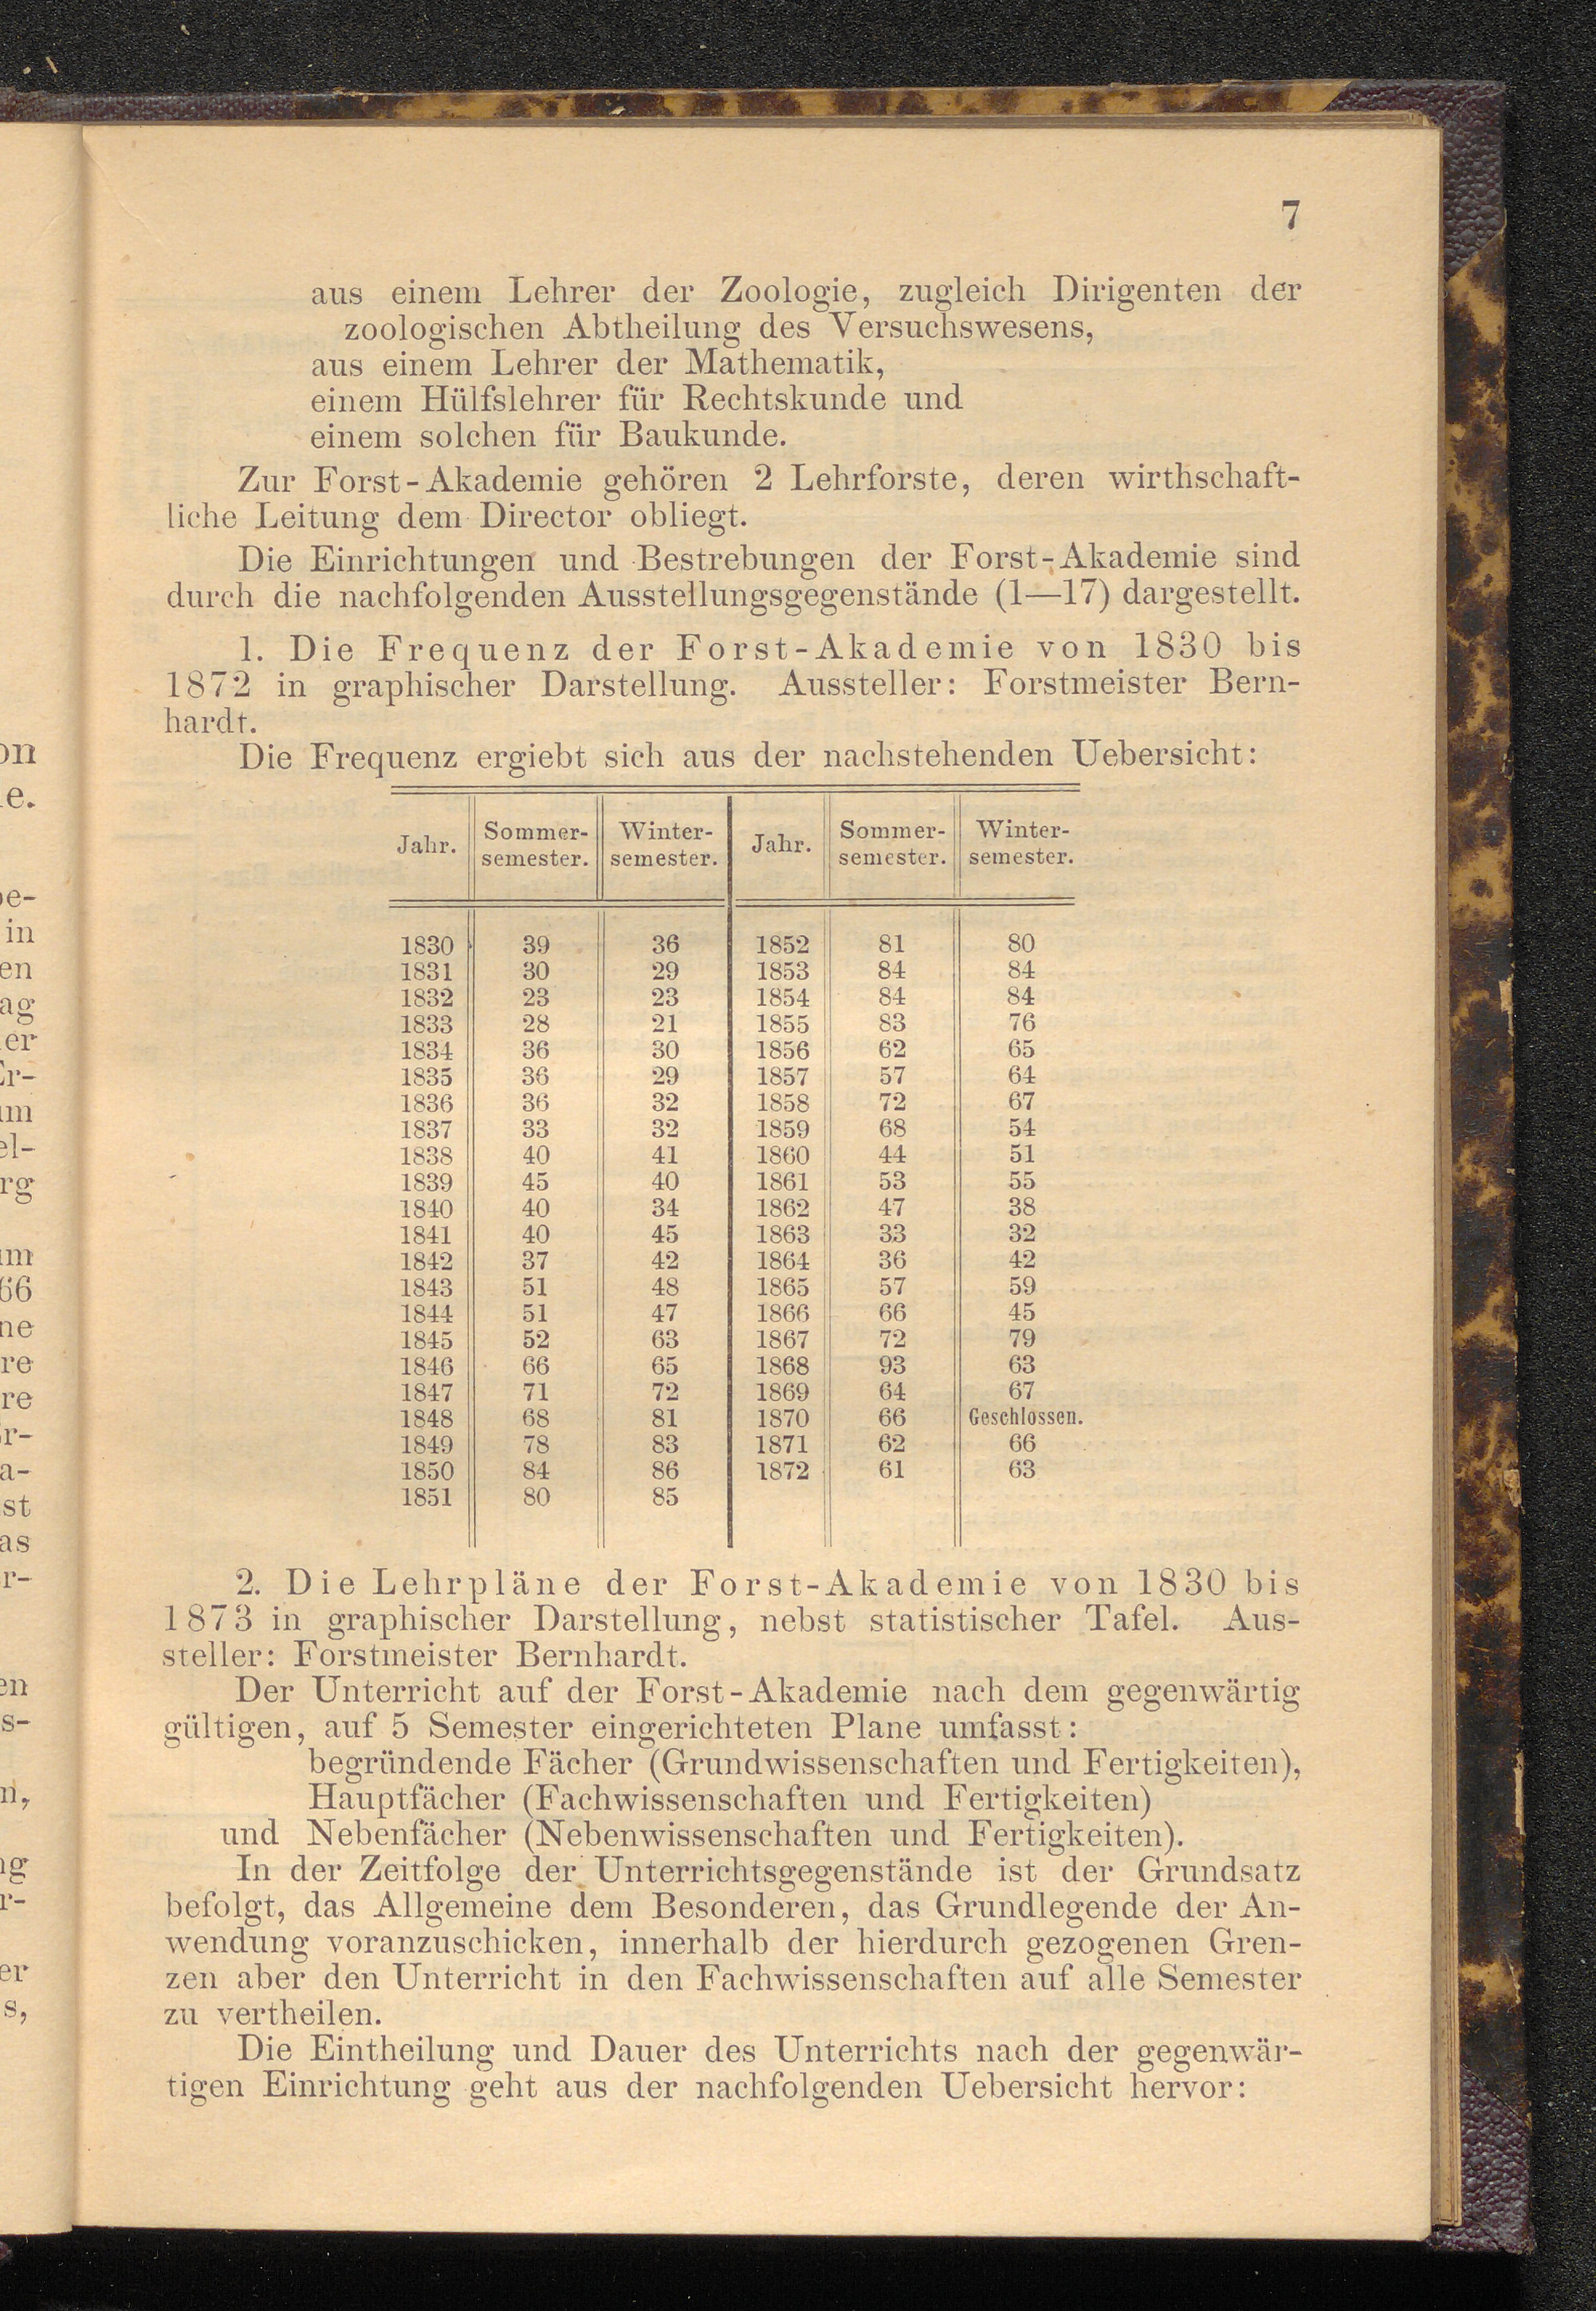 7
aus einem Lehrer der Zoologie, zugleich Dirigenten der
zoologischen Abtheilung des Versuchswesens,
aus einem Lehrer der Mathematik,
einem Hülfslehrer für Rechtskunde und
einem solchen für Baukunde.
Zur Forst-Akademie gehören 2 Lehrforste, deren wirthschaft-
liche Leitung dem Director obliegt.
Die Einrichtungen und Bestrebungen der Forst-Akademie sind
durch die nachfolgenden Ausstellungsgegenstände (1—17) dargestellt.
1. Die Frequenz der Forst-Akademie von 1830 bis
1872 in graphischer Darstellung. Aussteller: Forstmeister Bern-
hardt.
Die Frequenz ergiebt sich aus der nachstehenden Uebersicht:
Jahr. Sommer-semester. Winter-semester. Jahr. Sommer-semester. Winter-semester.
1830 39 36 1852 81 80
1831 30 29 1853 84 84
1832 23 23 1854 84 84
1833 28 21 1855 83 76
1834 36 30 1856 62 65
1835 36 29 1857 57 64
1836 36 32 1858 72 67
1837 33 32 1859 68 54
1838 40 41 1860 44 51
1839 45 40 1861 53 55
1840 40 34 1862 47 38
1841 40 45 1863 33 32
1842 37 42 1864 36 42
1843 51 48 1865 57 59
1844 51 47 1866 66 45
1845 52 63 1867 72 79
1846 66 65 1868 93 63
1847 71 72 1869 64 67
1848 68 81 1870 66 Geschlossen.
1849 78 83 1871 62 66
1850 84 86 1872 61 63
1851 80 85
2. Die Lehrpläne der Forst-Akademie von 1830 bis
1873 in graphischer Darstellung, nebst statistischer Tafel. Aus-
steller: Forstmeister Bernhardt.
Der Unterricht auf der Forst-Akademie nach dem gegenwärtig
gültigen, auf 5 Semester eingerichteten Plane umfasst:
begründende Fächer (Grundwissenschaften und Fertigkeiten),
Hauptfächer (Fachwissenschaften und Fertigkeiten)
und Nebenfächer (Nebenwissenschaften und Fertigkeiten).
In der Zeitfolge der Unterrichtsgegenstände ist der Grundsatz
befolgt, das Allgemeine dem Besonderen, das Grundlegende der An-
wendung voranzuschicken, innerhalb der hierdurch gezogenen Gren-
zen aber den Unterricht in den Fachwissenschaften auf alle Semester
zu vertheilen.
Die Eintheilung und Dauer des Unterrichts nach der gegenwär-
tigen Einrichtung geht aus der nachfolgenden Uebersicht hervor: